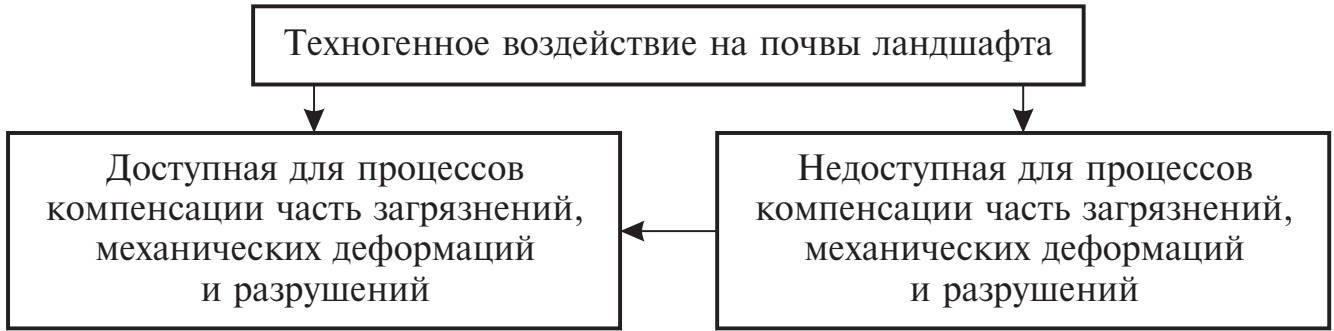 Техногенное воздействие на почвы ландшафта
Доступная для процессов
компенсации часть загрязнений,
механических деформаций
и разрушений
Недоступная для процессов
компенсации часть загрязнений,
механических деформаций
и разрушений